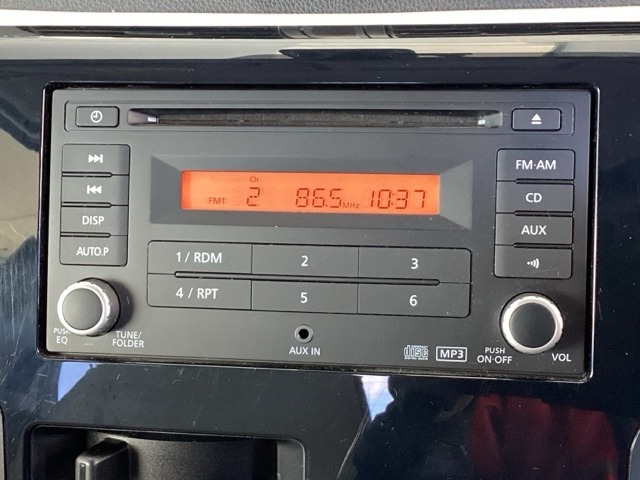 FM·AM
CD
DISP
AUX
AUTO.P
Ch
FM1 2 86.5 MHz 10:37
1 / RDM 2 3
4 / RPT 5 6
PUSH EQ
TUNE/
FOLDER
AUX IN
disc
MP3
PUSH
ON·OFF
VOL